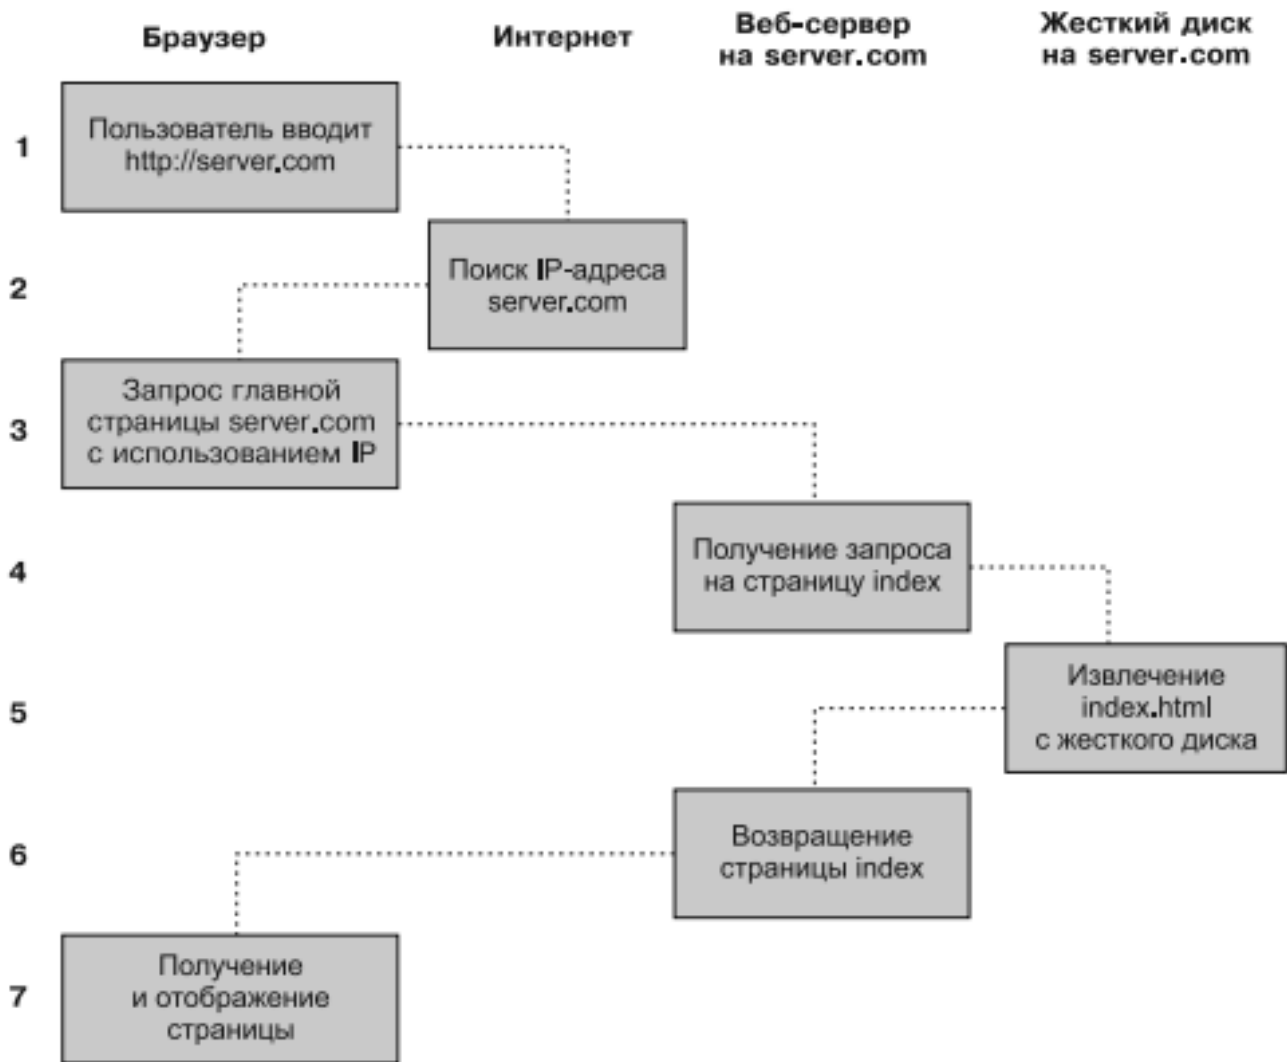 Браузер
Интернет
Веб-сервер
на server.com
Жесткий диск
на server.com
1
Пользователь вводит
http://server.com
2
Поиск IP-адреса
server.com
3
Запрос главной
страницы server.com
с использованием IP
4
Получение запроса
на страницу index
5
Извлечение
index.html
с жесткого диска
6
Возвращение
страницы index
7
Получение
и отображение
страницы